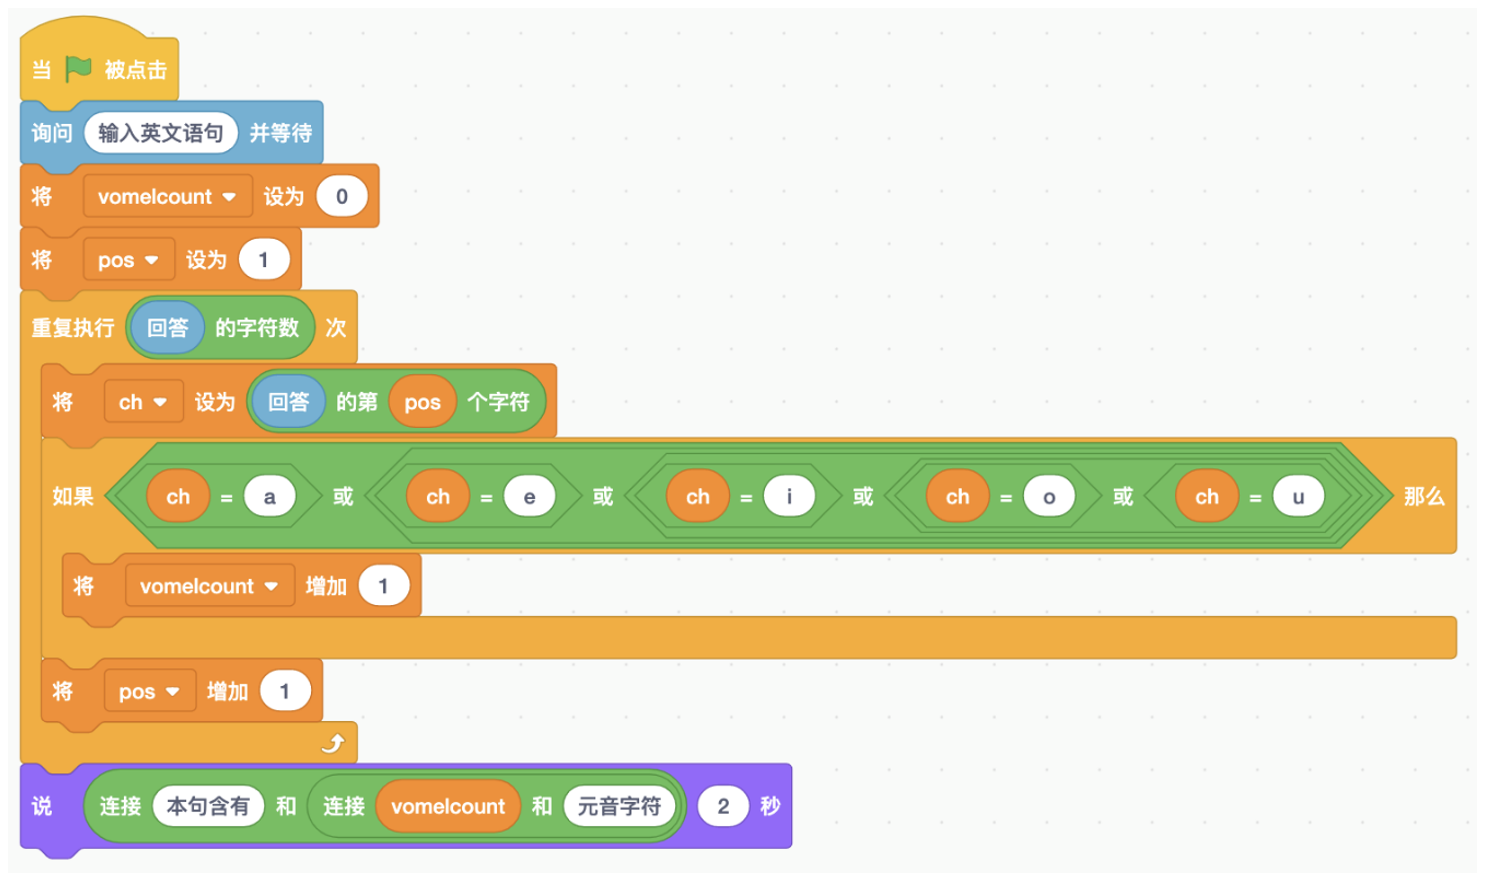 当 被点击
询问 输入英文语句 并等待
将 vomelcount 设为 0
将 pos 设为 1
重复执行 回答 的字符数 次
将 ch 设为 回答 的第 pos 个字符
如果 ch = a 或 ch = e 或 ch = i 或 ch = o 或 ch = u 那么
将 vomelcount 增加 1
将 pos 增加 1
说 连接 本句含有 和 连接 vomelcount 和 元音字符 2 秒